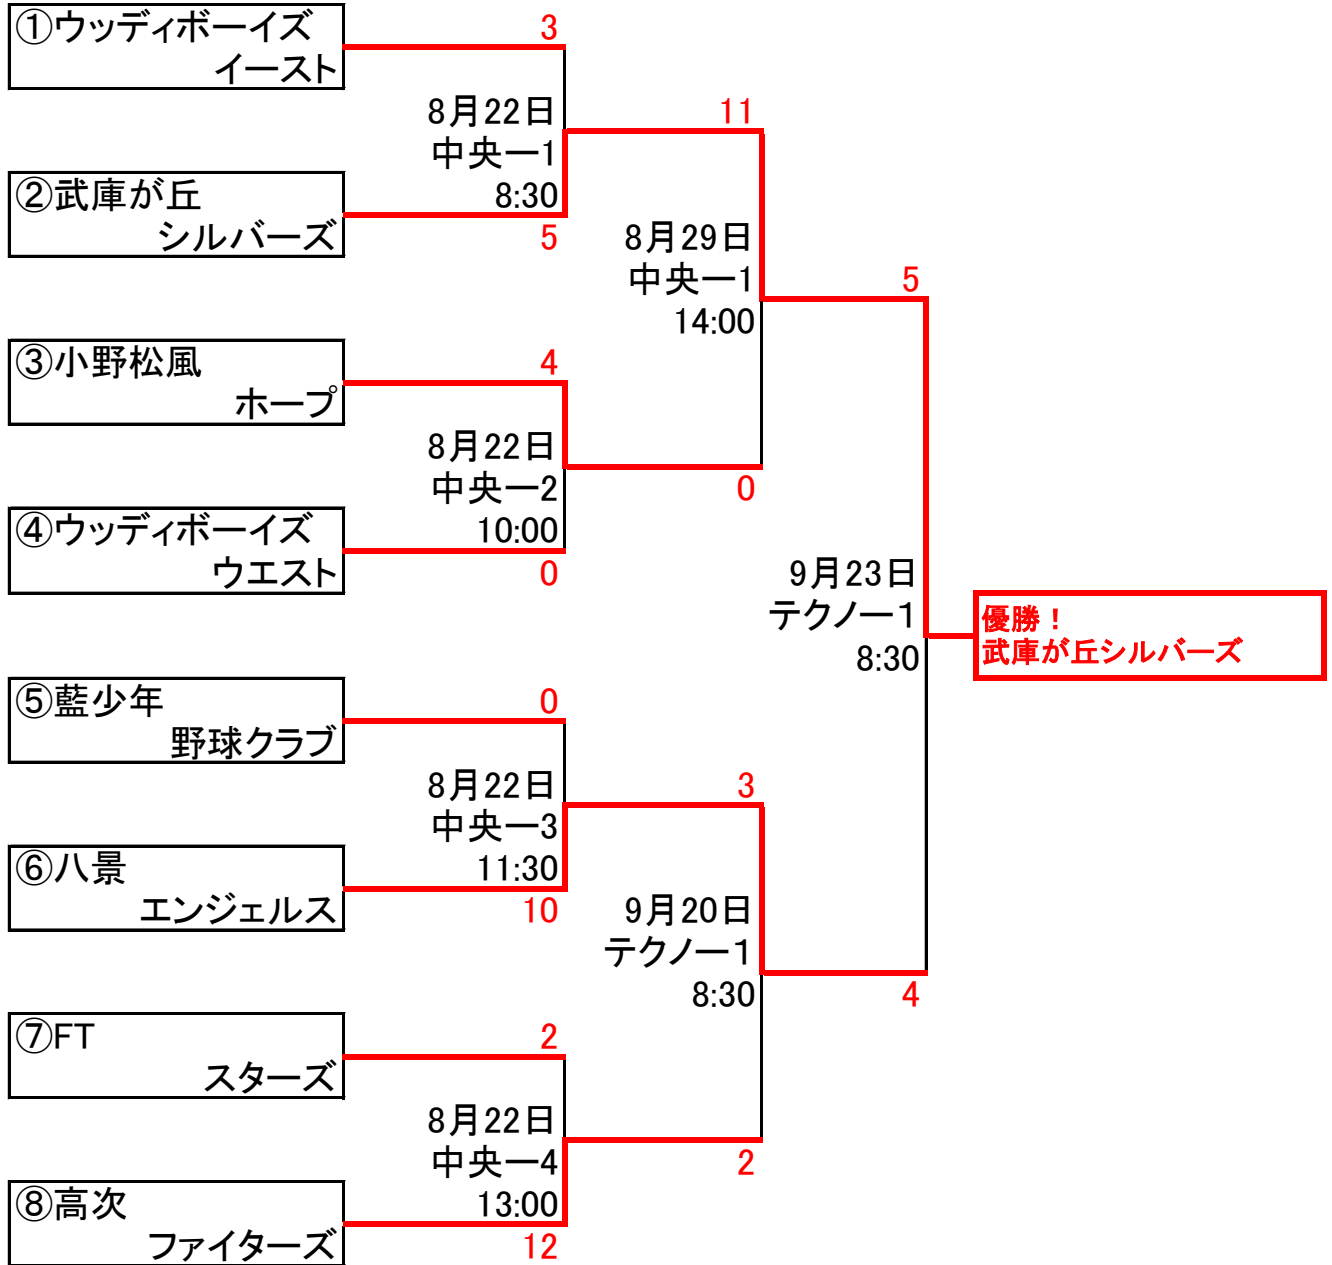 ①ウッディボーイズ
イースト
3
8月22日
中央ー1
8:30
②武庫が丘
シルバーズ
5
11
8月29日
中央ー1
14:00
③小野松風
ホープ
4
8月22日
中央ー2
10:00
④ウッディボーイズ
ウエスト
0
0
5
9月23日
テクノー1
8:30
優勝！
武庫が丘シルバーズ
⑤藍少年
野球クラブ
0
8月22日
中央ー3
11:30
⑥八景
エンジェルス
10
3
9月20日
テクノー1
8:30
4
⑦FT
スターズ
2
8月22日
中央ー4
13:00
⑧高次
ファイターズ
12
2